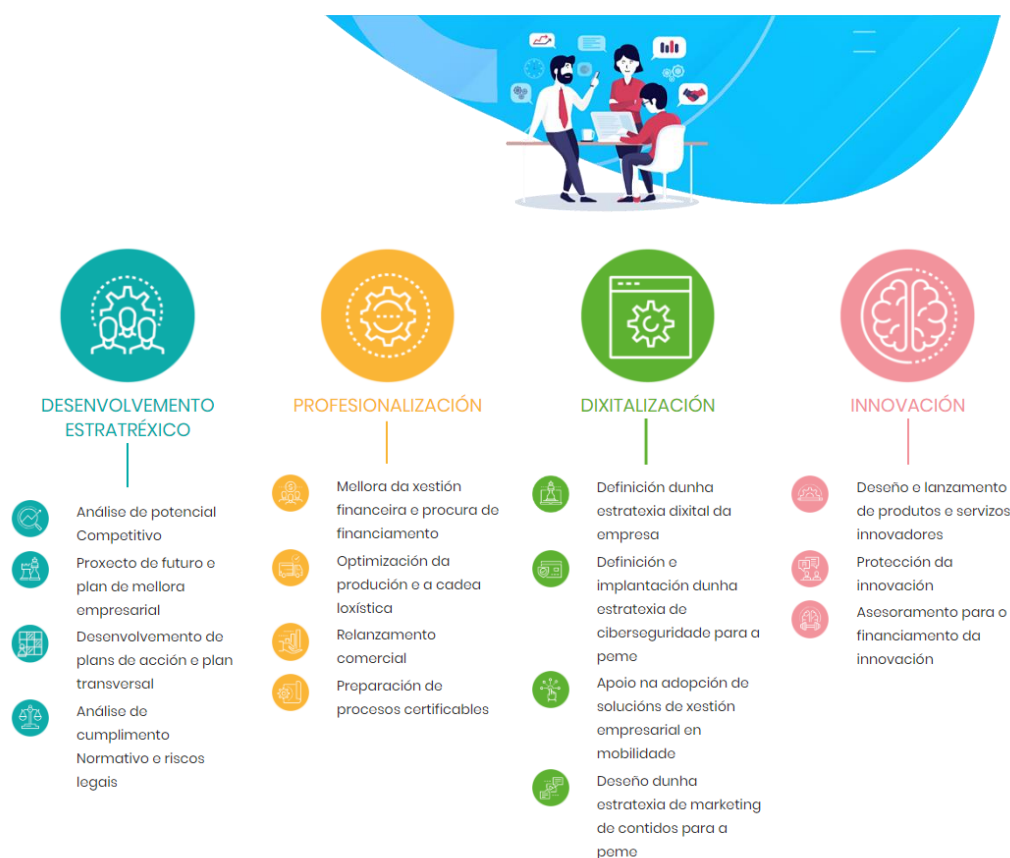 DESENVOLVEMENTO
ESTRATRÉXICO
Análise de potencial
Competitivo
Proxecto de futuro e
plan de mellora
empresarial
Desenvolvemento de
plans de acción e plan
transversal
Análise de
cumplimento
Normativo e riscos
legais
PROFESIONALIZACIÓN
Mellora da xestión
financeira e procura de
financiamento
Optimización da
produción e a cadea
loxística
Relanzamento
comercial
Preparación de
procesos certificables
DIXITALIZACIÓN
Definición dunha
estratexia dixital da
empresa
Definición e
implantación dunha
estratexia de
ciberseguridade para a
peme
Apoio na adopción de
solucións de xestión
empresarial en
mobilidade
Deseño dunha
estratexia de marketing
de contidos para a
peme
INNOVACIÓN
Deseño e lanzamento
de produtos e servizos
innovadores
Protección da
innovación
Asesoramento para o
financiamento da
innovación